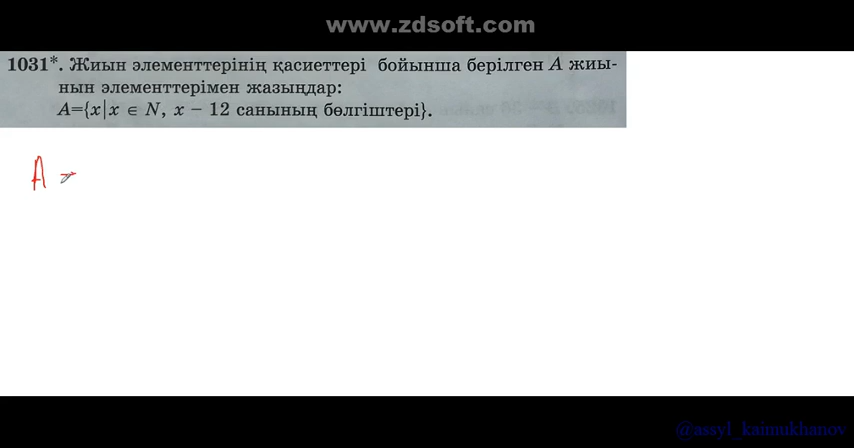 www.zdsoft.com
1031*. Жиын элементтерінің қасиеттері бойынша берілген A жиы-
нын элементтерімен жазыңдар:
A={x|x ∈ N, x − 12 санының бөлгіштері}.
A =
@assyl_kaimukhanov